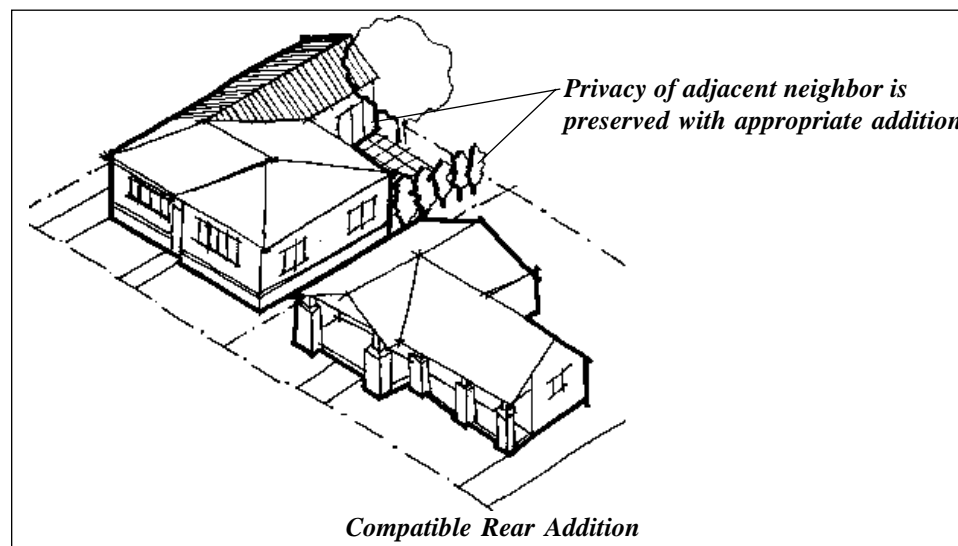 Privacy of adjacent neighbor is
preserved with appropriate addition
Compatible Rear Addition